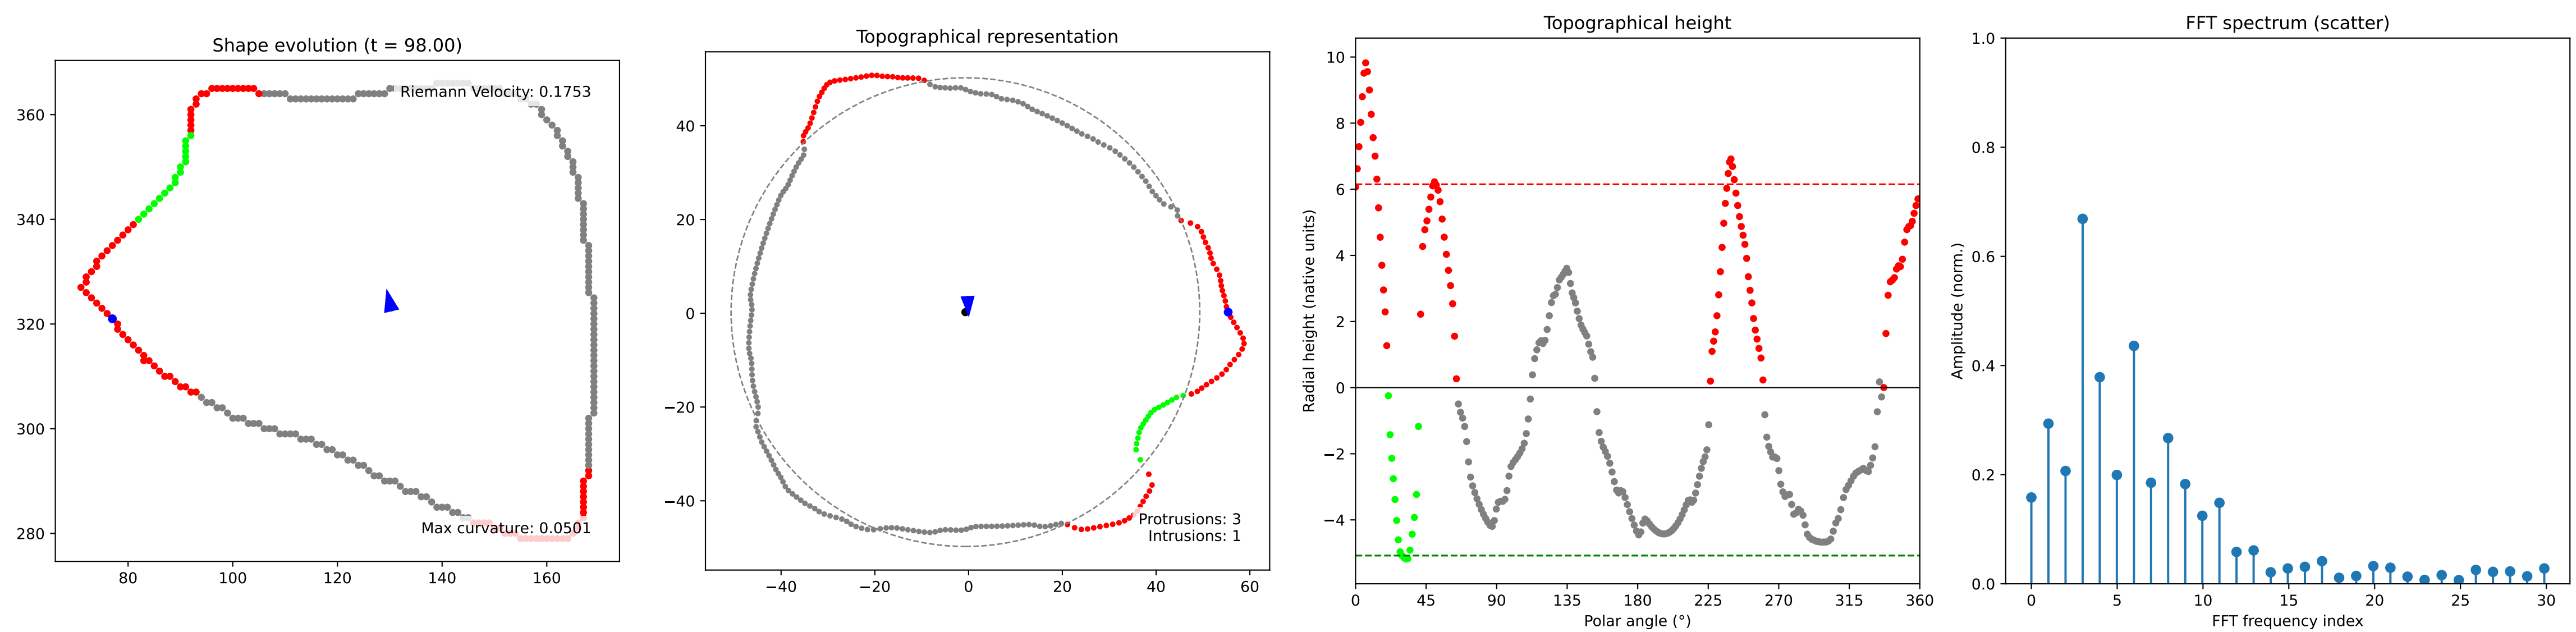 Shape evolution (t = 98.00)
Riemann Velocity: 0.1753
Max curvature: 0.0501
360
340
320
300
280
80 100 120 140 160
Topographical representation
Protrusions: 3
Intrusions: 1
40
20
0
−20
−40
−40 −20 0 20 40 60
Topographical height
Radial height (native units)
10
8
6
4
2
0
−2
−4
0 45 90 135 180 225 270 315 360
Polar angle (°)
FFT spectrum (scatter)
Amplitude (norm.)
1.0
0.8
0.6
0.4
0.2
0.0
0 5 10 15 20 25 30
FFT frequency index